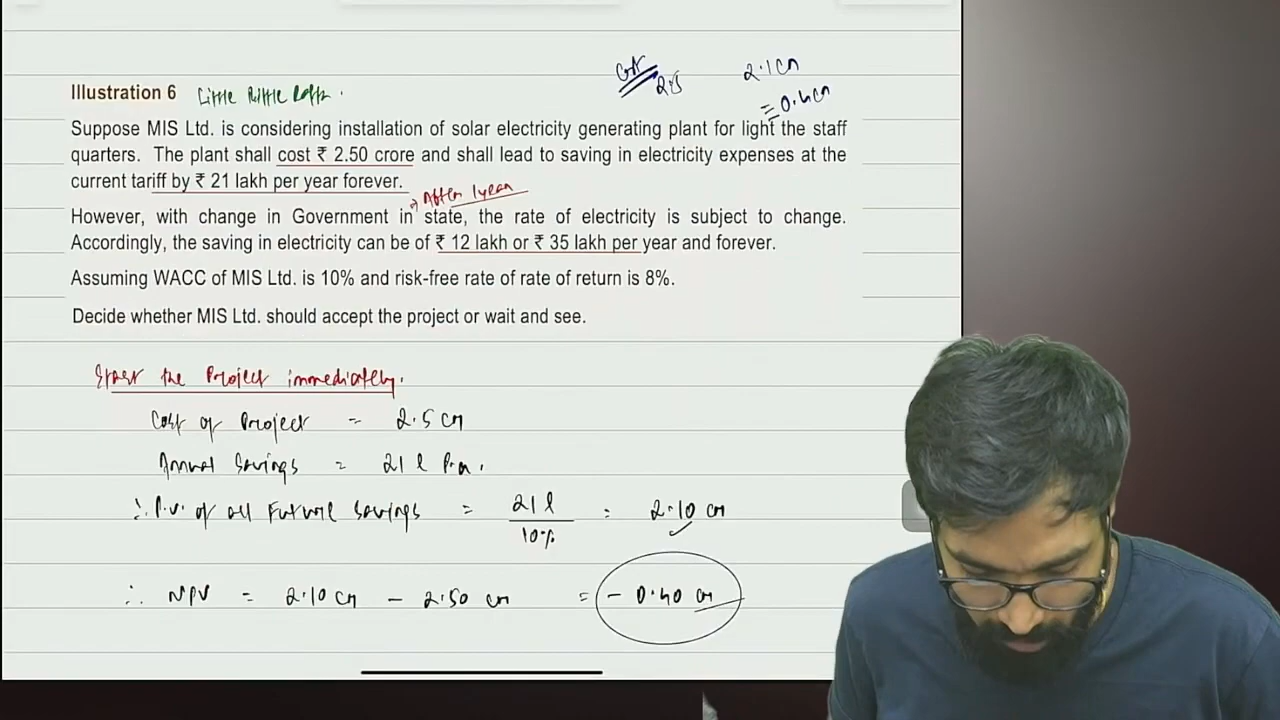 2.1 cr
Cost 2.5
= 0.4 cr
Illustration 6
Suppose MIS Ltd. is considering installation of solar electricity generating plant for light the staff
quarters. The plant shall cost ₹ 2.50 crore and shall lead to saving in electricity expenses at the
current tariff by ₹ 21 lakh per year forever.
After 1 year
However, with change in Government in state, the rate of electricity is subject to change.
Accordingly, the saving in electricity can be of ₹ 12 lakh or ₹ 35 lakh per year and forever.
Assuming WACC of MIS Ltd. is 10% and risk-free rate of rate of return is 8%.
Decide whether MIS Ltd. should accept the project or wait and see.
Start the Project immediately.
Cost of Project = 2.5 cr
Annual Savings = 21 l P.a.
∴ P.V. of all Future Savings = 21 l / 10% = 2.10 cr
∴ NPV = 2.10 cr - 2.50 cr = - 0.40 cr